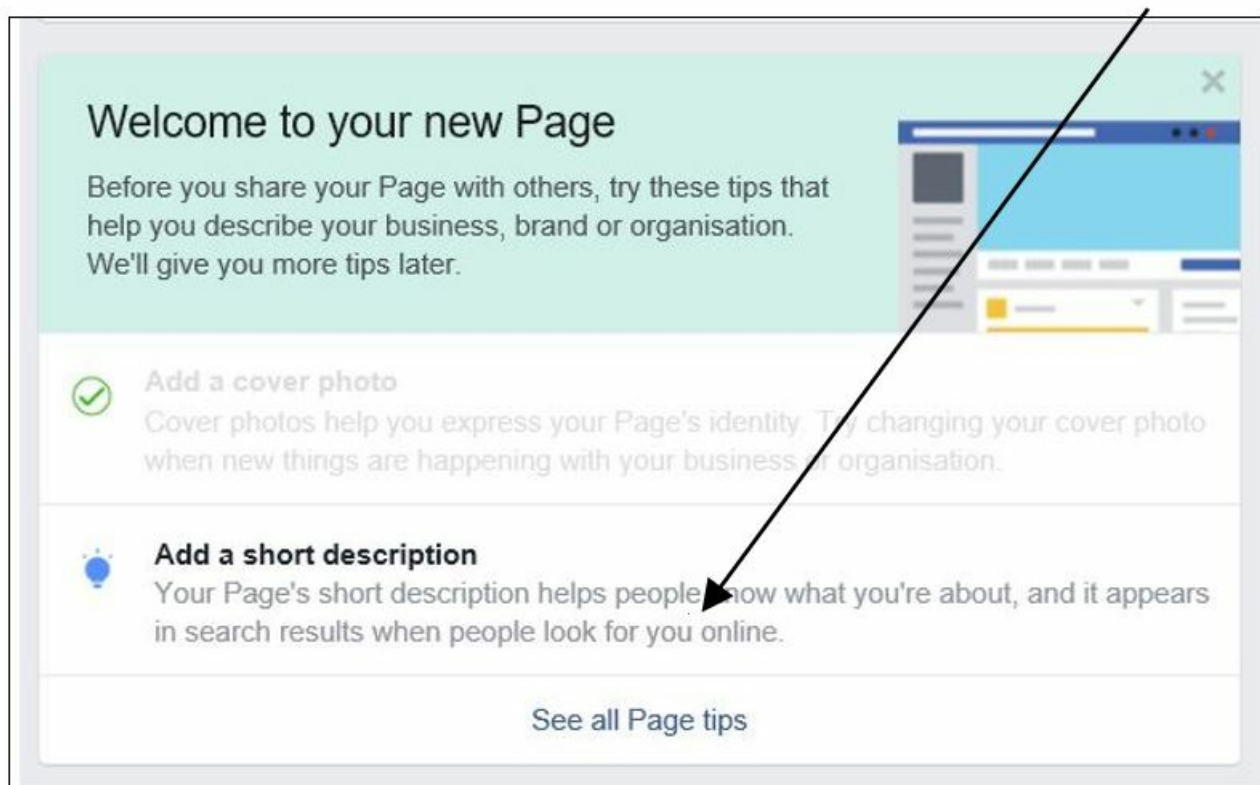 Welcome to your new Page
Before you share your Page with others, try these tips that
help you describe your business, brand or organisation.
We'll give you more tips later.
Add a cover photo
Cover photos help you express your Page's identity. Try changing your cover photo
when new things are happening with your business or organisation.
Add a short description
Your Page's short description helps people know what you're about, and it appears
in search results when people look for you online.
See all Page tips